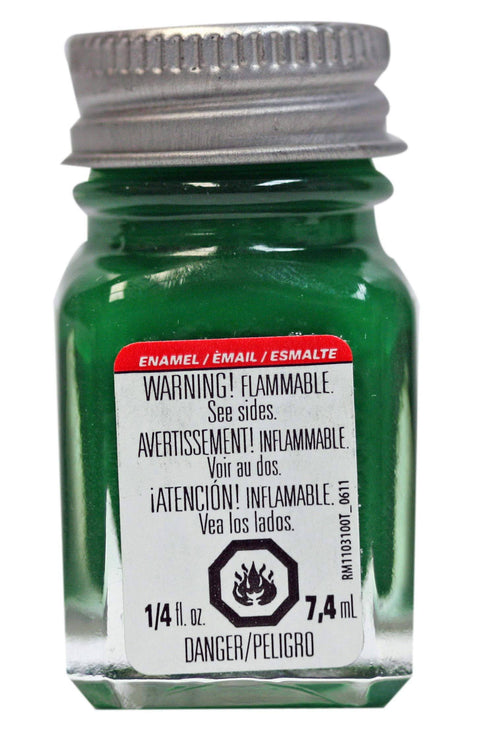 ENAMEL / ÈMAIL / ESMALTE
WARNING! FLAMMABLE.
See sides.
AVERTISSEMENT! INFLAMMABLE.
Voir au dos.
¡ATENCIÓN! INFLAMABLE.
Vea los lados.
RM1103100T_0611
1/4 fl. oz. 7,4 mL
DANGER/PELIGRO